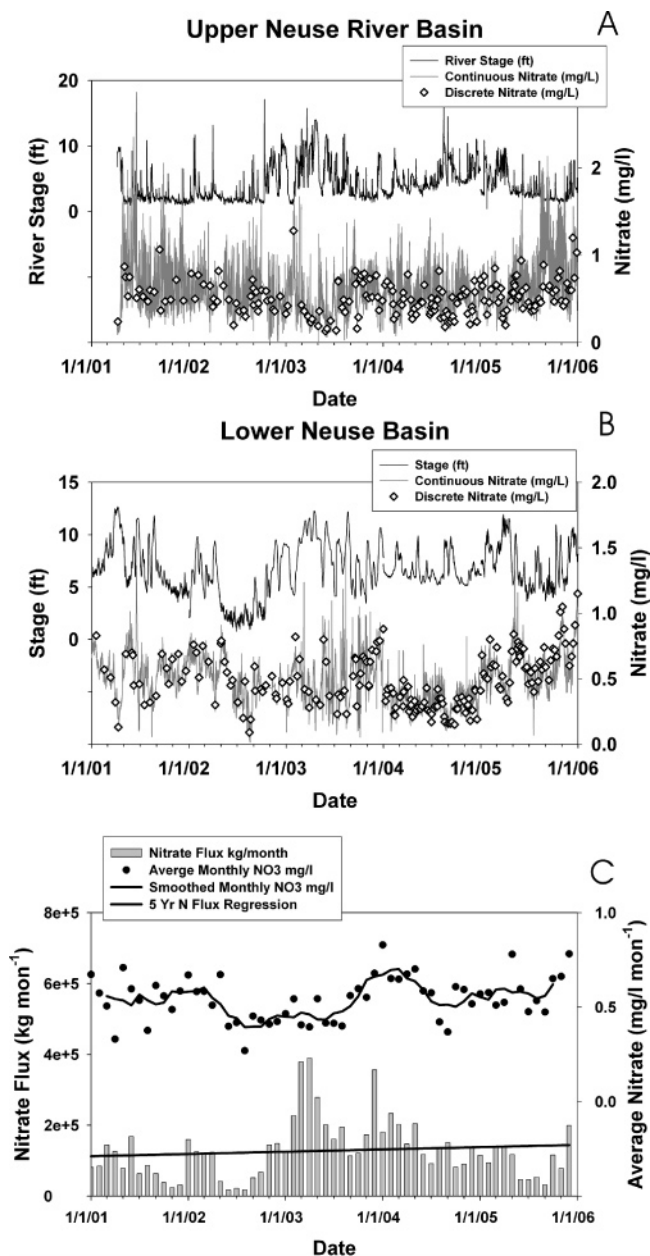 A
Upper Neuse River Basin
River Stage (ft)
Continuous Nitrate (mg/L)
Discrete Nitrate (mg/L)
20
10
0
River Stage (ft)
2
1
0
Nitrate (mg/l)
1/1/01 1/1/02 1/1/03 1/1/04 1/1/05 1/1/06
Date
B
Lower Neuse Basin
Stage (ft)
Continuous Nitrate (mg/L)
Discrete Nitrate (mg/L)
15
10
5
0
Stage (ft)
2.0
1.5
1.0
0.5
0.0
Nitrate (mg/l)
1/1/01 1/1/02 1/1/03 1/1/04 1/1/05 1/1/06
Date
C
Nitrate Flux kg/month
Averge Monthly NO3 mg/l
Smoothed Monthly NO3 mg/l
5 Yr N Flux Regression
8e+5
6e+5
4e+5
2e+5
0
Nitrate Flux (kg mon⁻¹)
1.0
0.5
0.0
Average Nitrate (mg/l mon⁻¹)
1/1/01 1/1/02 1/1/03 1/1/04 1/1/05 1/1/06